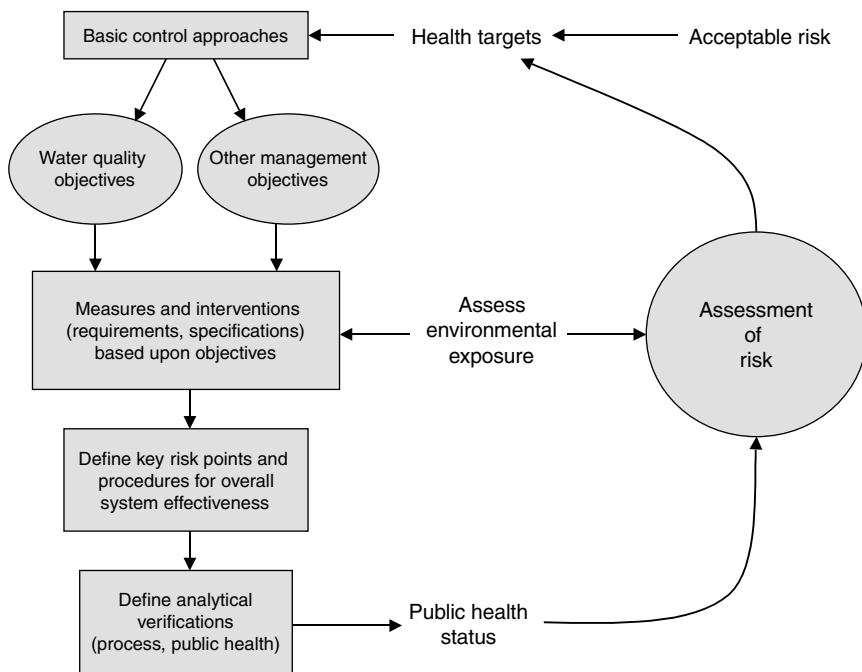 Basic control approaches
Health targets
Acceptable risk
Water quality
objectives
Other management
objectives
Measures and interventions
(requirements, specifications)
based upon objectives
Assess
environmental
exposure
Assessment
of
risk
Define key risk points and
procedures for overall
system effectiveness
Define analytical
verifications
(process, public health)
Public health
status